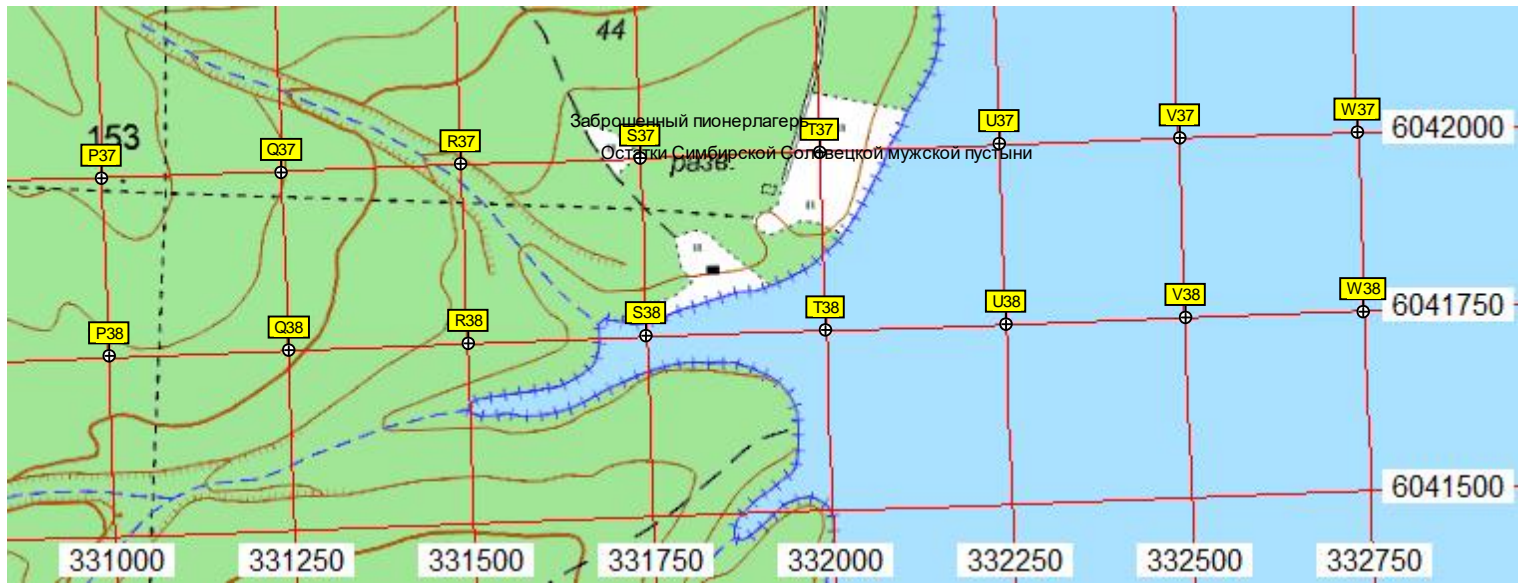 44
Заброшенный пионерлагерь
153
P37
Q37
R37
S37
T37
U37
V37
W37
6042000
Остатки Симбирской Соловецкой мужской пустыни
разв.
P38
Q38
R38
S38
T38
U38
V38
W38
6041750
6041500
331000 331250 331500 331750 332000 332250 332500 332750